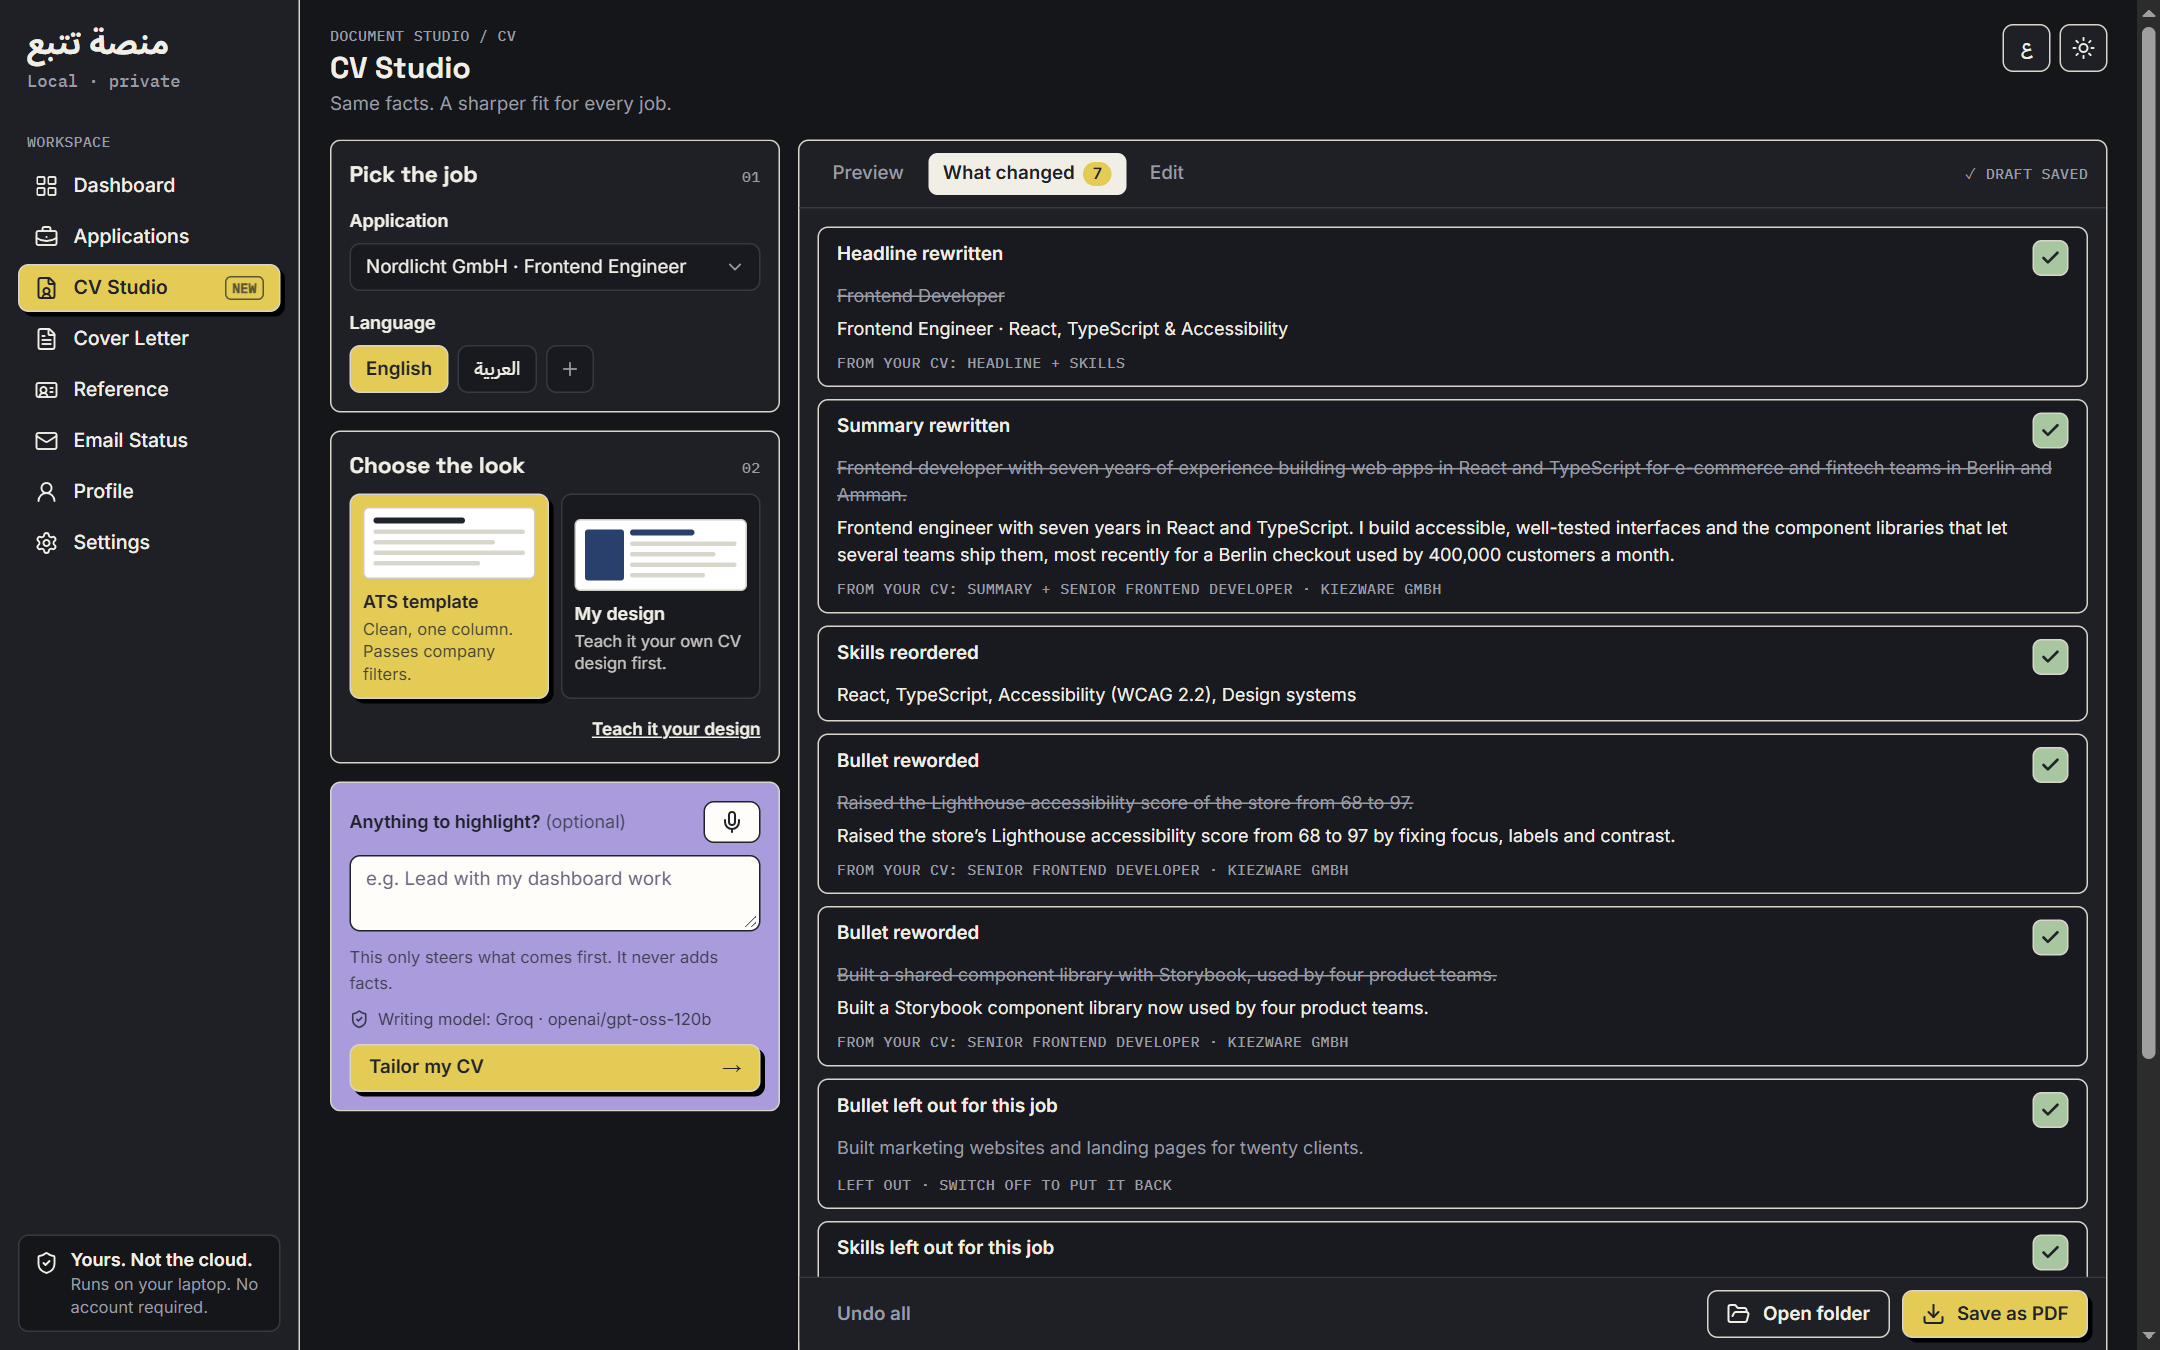 منصة تتبع
Local · private
WORKSPACE
Dashboard
Applications
CV Studio NEW
Cover Letter
Reference
Email Status
Profile
Settings
Yours. Not the cloud.
Runs on your laptop. No
account required.
DOCUMENT STUDIO / CV
CV Studio
Same facts. A sharper fit for every job.
ع
Pick the job 01
Application
Nordlicht GmbH · Frontend Engineer
Language
English العربية +
Choose the look 02
ATS template
Clean, one column.
Passes company
filters.
My design
Teach it your own CV
design first.
Teach it your design
Anything to highlight? (optional)
e.g. Lead with my dashboard work
This only steers what comes first. It never adds
facts.
Writing model: Groq · openai/gpt-oss-120b
Tailor my CV →
Preview What changed 7 Edit ✓ DRAFT SAVED
Headline rewritten
Frontend Developer
Frontend Engineer · React, TypeScript & Accessibility
FROM YOUR CV: HEADLINE + SKILLS
Summary rewritten
Frontend developer with seven years of experience building web apps in React and TypeScript for e-commerce and fintech teams in Berlin and
Amman.
Frontend engineer with seven years in React and TypeScript. I build accessible, well-tested interfaces and the component libraries that let
several teams ship them, most recently for a Berlin checkout used by 400,000 customers a month.
FROM YOUR CV: SUMMARY + SENIOR FRONTEND DEVELOPER · KIEZWARE GMBH
Skills reordered
React, TypeScript, Accessibility (WCAG 2.2), Design systems
Bullet reworded
Raised the Lighthouse accessibility score of the store from 68 to 97.
Raised the store’s Lighthouse accessibility score from 68 to 97 by fixing focus, labels and contrast.
FROM YOUR CV: SENIOR FRONTEND DEVELOPER · KIEZWARE GMBH
Bullet reworded
Built a shared component library with Storybook, used by four product teams.
Built a Storybook component library now used by four product teams.
FROM YOUR CV: SENIOR FRONTEND DEVELOPER · KIEZWARE GMBH
Bullet left out for this job
Built marketing websites and landing pages for twenty clients.
LEFT OUT · SWITCH OFF TO PUT IT BACK
Skills left out for this job
Undo all
Open folder
Save as PDF